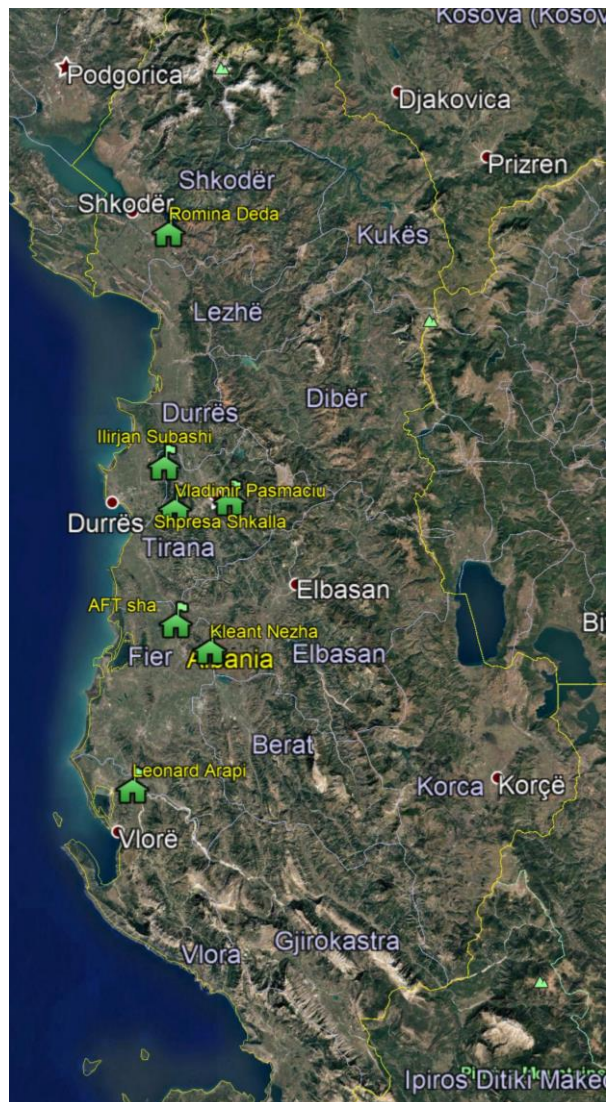 Kosova (Kosov
Podgorica
Djakovica
Prizren
Shkodër
Shkodër
Romina Deda
Kukës
Lezhë
Dibër
Durrës
Ilirjan Subashi
Vladimir Pasmaciu
Durrës
Shpresa Shkalla
Tirana
Elbasan
AFT sha.
Kleant Nezha
Bi
Fier
Albania
Elbasan
Berat
Leonard Arapi
Korca
Korçë
Vlorë
Gjirokastra
Vlora
Ipiros Ditiki Maked